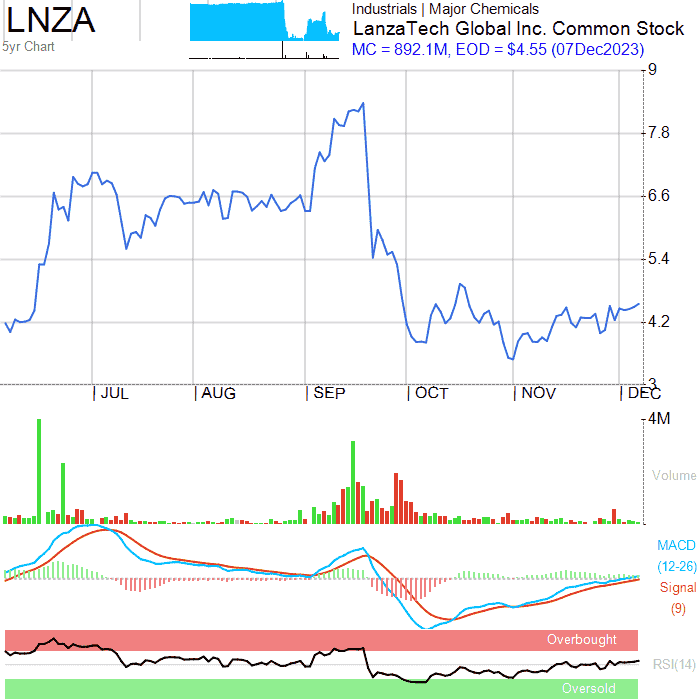 LNZA
5yr Chart
Industrials | Major Chemicals
LanzaTech Global Inc. Common Stock
MC = 892.1M, EOD = $4.55 (07Dec2023)
9
7.8
6.6
5.4
4.2
3
JUL
AUG
SEP
OCT
NOV
DEC
4M
Volume
MACD
(12-26)
Signal
(9)
Overbought
RSI(14)
Oversold